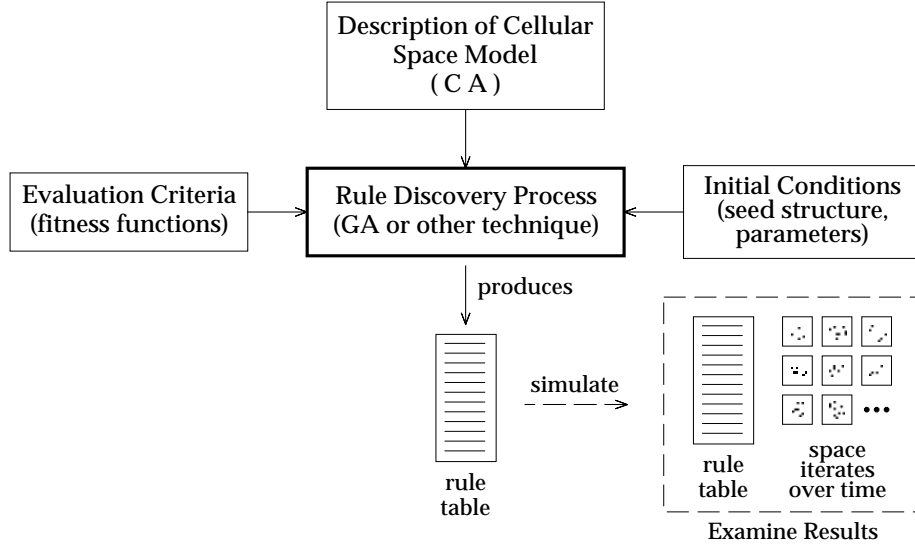 Description of Cellular
Space Model
( C A )
Evaluation Criteria
(fitness functions)
Rule Discovery Process
(GA or other technique)
Initial Conditions
(seed structure,
parameters)
produces
simulate
rule
table
rule
table
space
iterates
over time
Examine Results